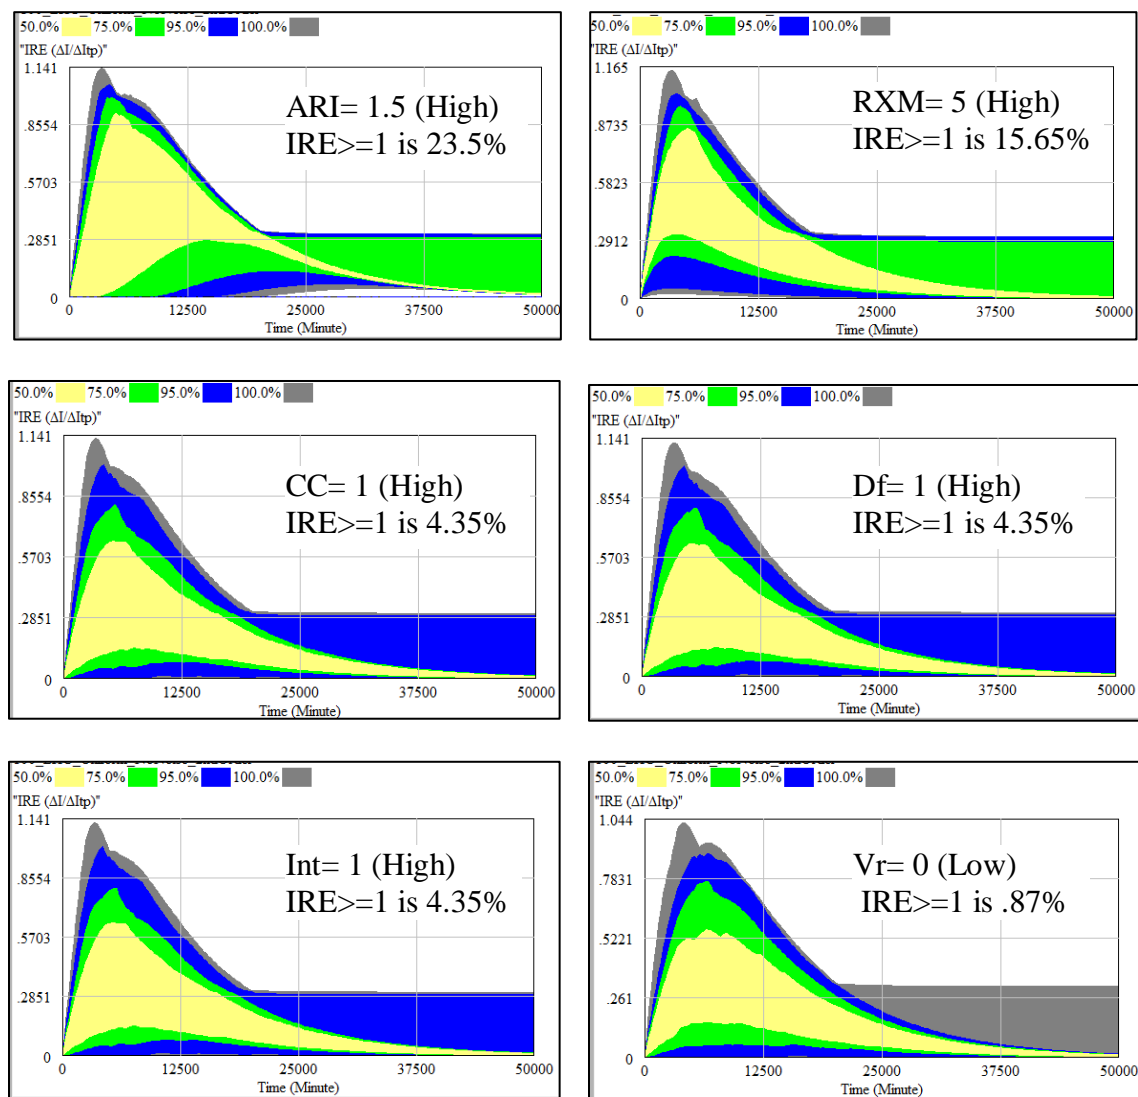 50.0% 75.0% 95.0% 100.0%
"IRE (ΔI/ΔItp)"
1.141
.8554
.5703
.2851
0
ARI= 1.5 (High)
IRE>=1 is 23.5%
0 12500 25000 37500 50000
Time (Minute)
50.0% 75.0% 95.0% 100.0%
"IRE (ΔI/ΔItp)"
1.165
.8735
.5823
.2912
0
RXM= 5 (High)
IRE>=1 is 15.65%
0 12500 25000 37500 50000
Time (Minute)
50.0% 75.0% 95.0% 100.0%
"IRE (ΔI/ΔItp)"
1.141
.8554
.5703
.2851
0
CC= 1 (High)
IRE>=1 is 4.35%
0 12500 25000 37500 50000
Time (Minute)
50.0% 75.0% 95.0% 100.0%
"IRE (ΔI/ΔItp)"
1.141
.8554
.5703
.2851
0
Df= 1 (High)
IRE>=1 is 4.35%
0 12500 25000 37500 50000
Time (Minute)
50.0% 75.0% 95.0% 100.0%
"IRE (ΔI/ΔItp)"
1.141
.8554
.5703
.2851
0
Int= 1 (High)
IRE>=1 is 4.35%
0 12500 25000 37500 50000
Time (Minute)
50.0% 75.0% 95.0% 100.0%
"IRE (ΔI/ΔItp)"
1.044
.7831
.5221
.261
0
Vr= 0 (Low)
IRE>=1 is .87%
0 12500 25000 37500 50000
Time (Minute)